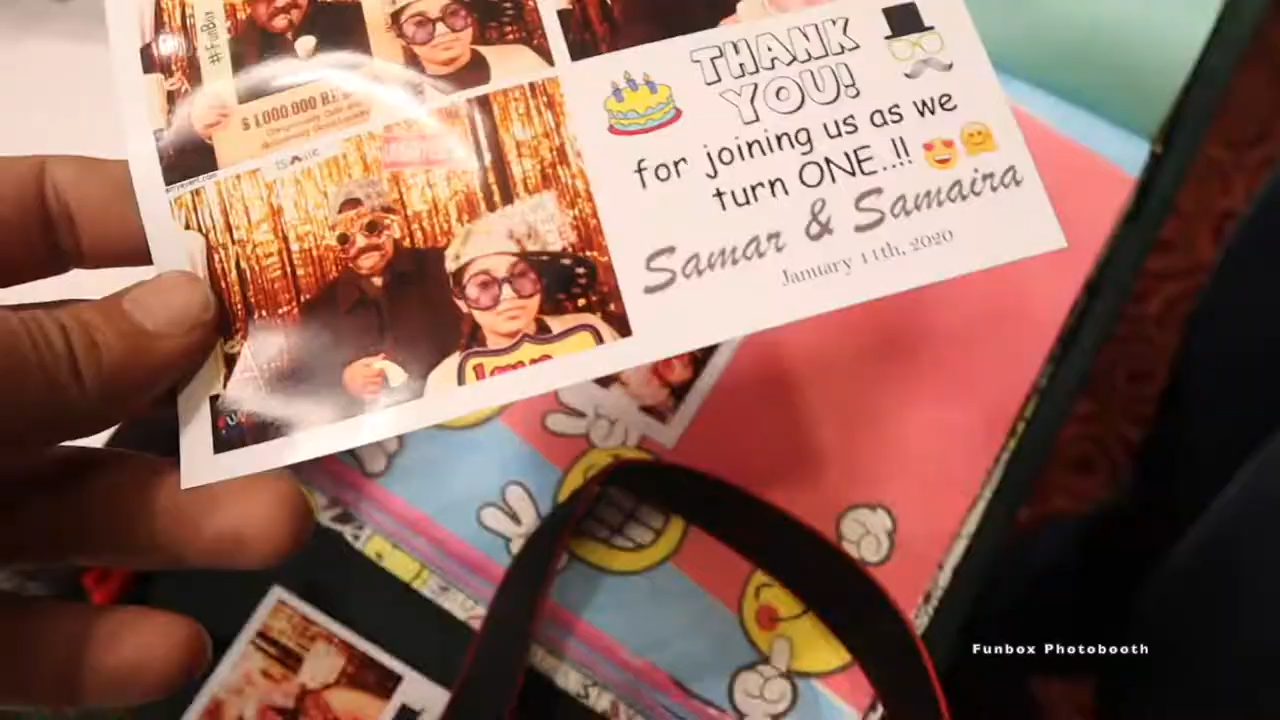 #FunBox
$ 1,000,000
THANK
YOU!
for joining us as we
turn ONE..!!
Samar & Samaira
January 11th, 2020
Love
Funbox Photobooth